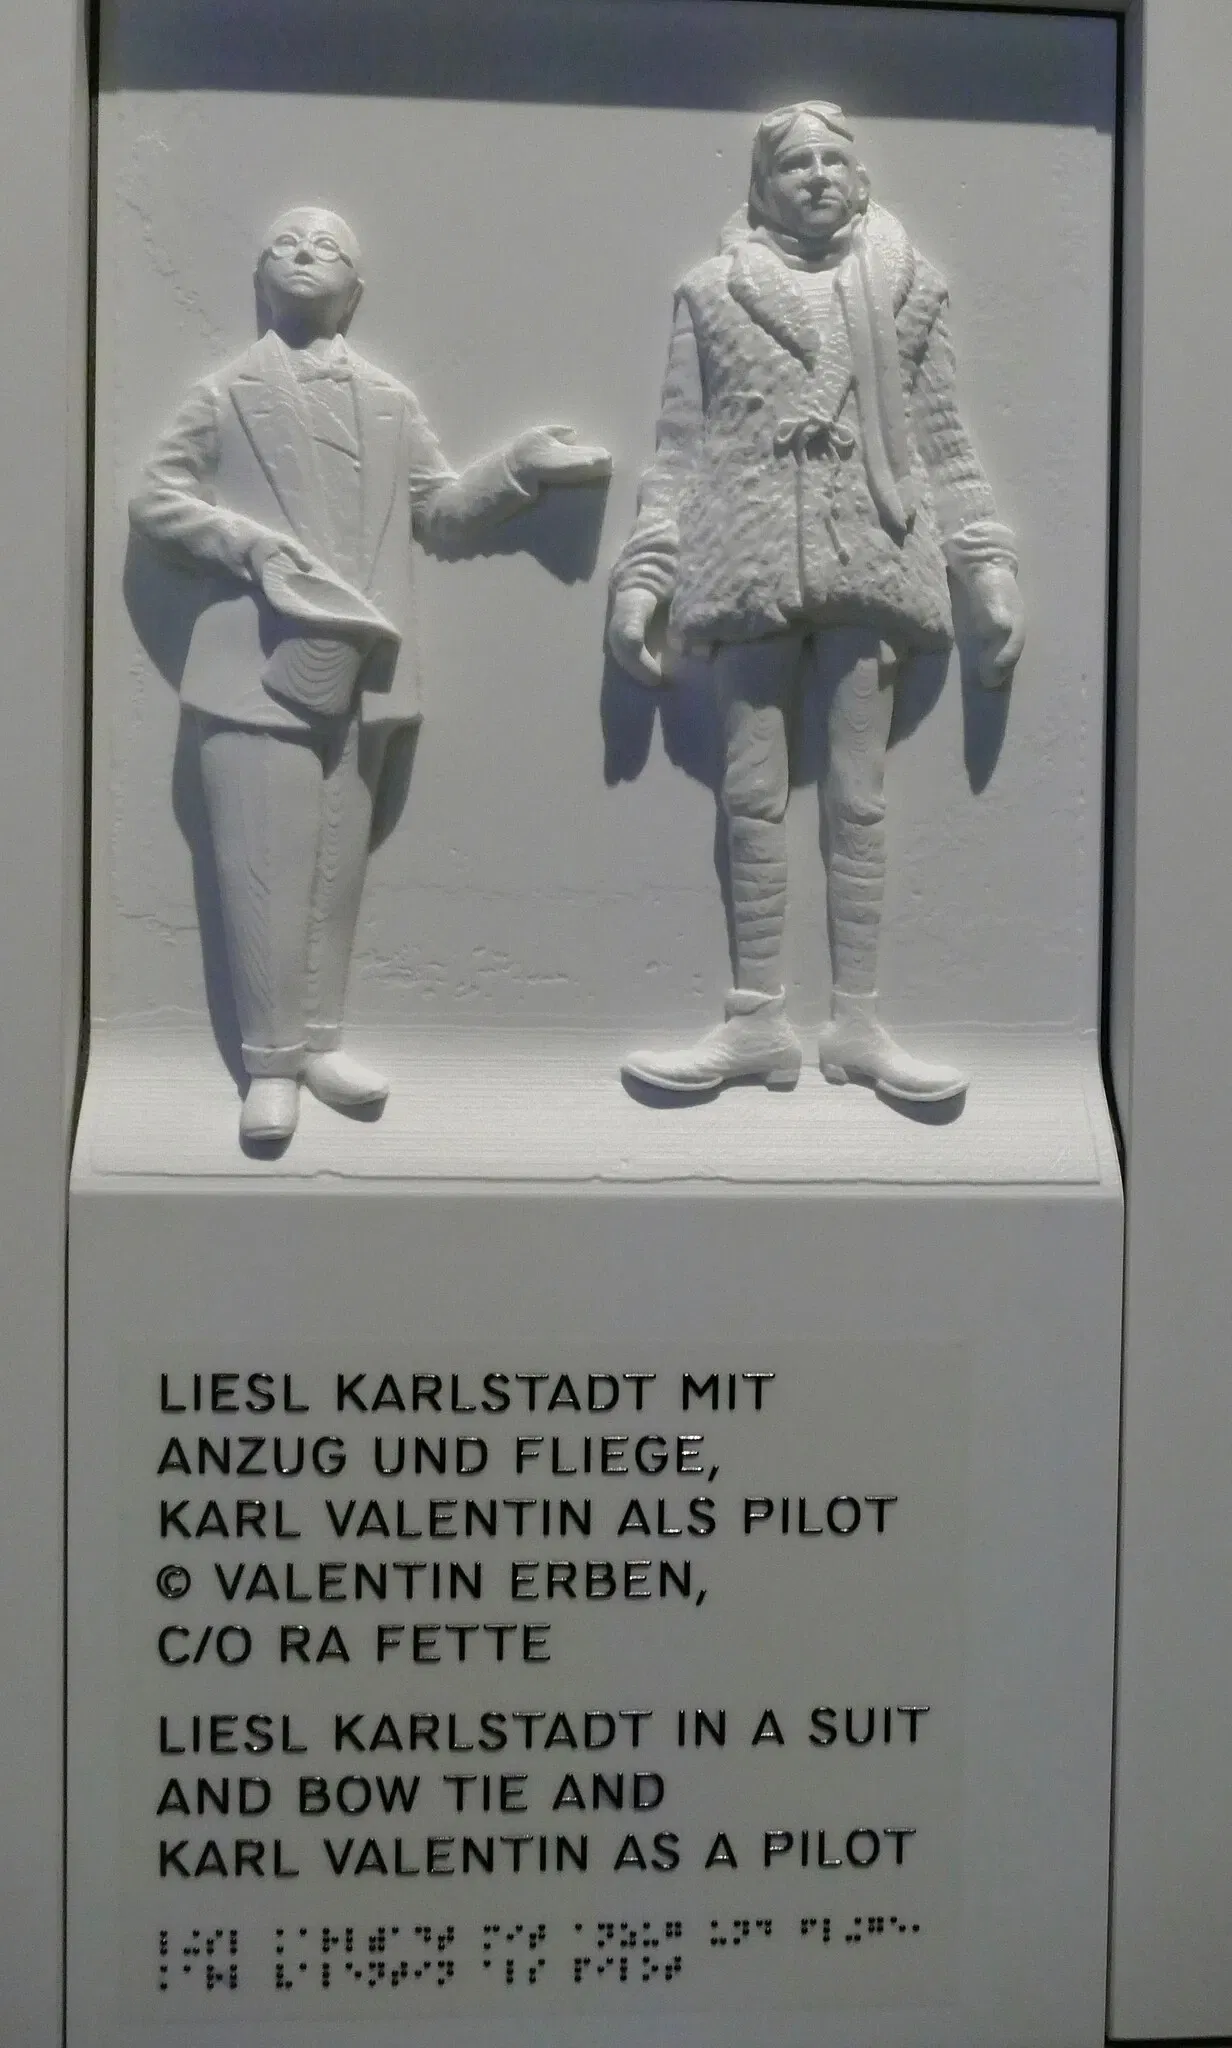 LIESL KARLSTADT MIT
ANZUG UND FLIEGE,
KARL VALENTIN ALS PILOT
© VALENTIN ERBEN,
C/O RA FETTE
LIESL KARLSTADT IN A SUIT
AND BOW TIE AND
KARL VALENTIN AS A PILOT